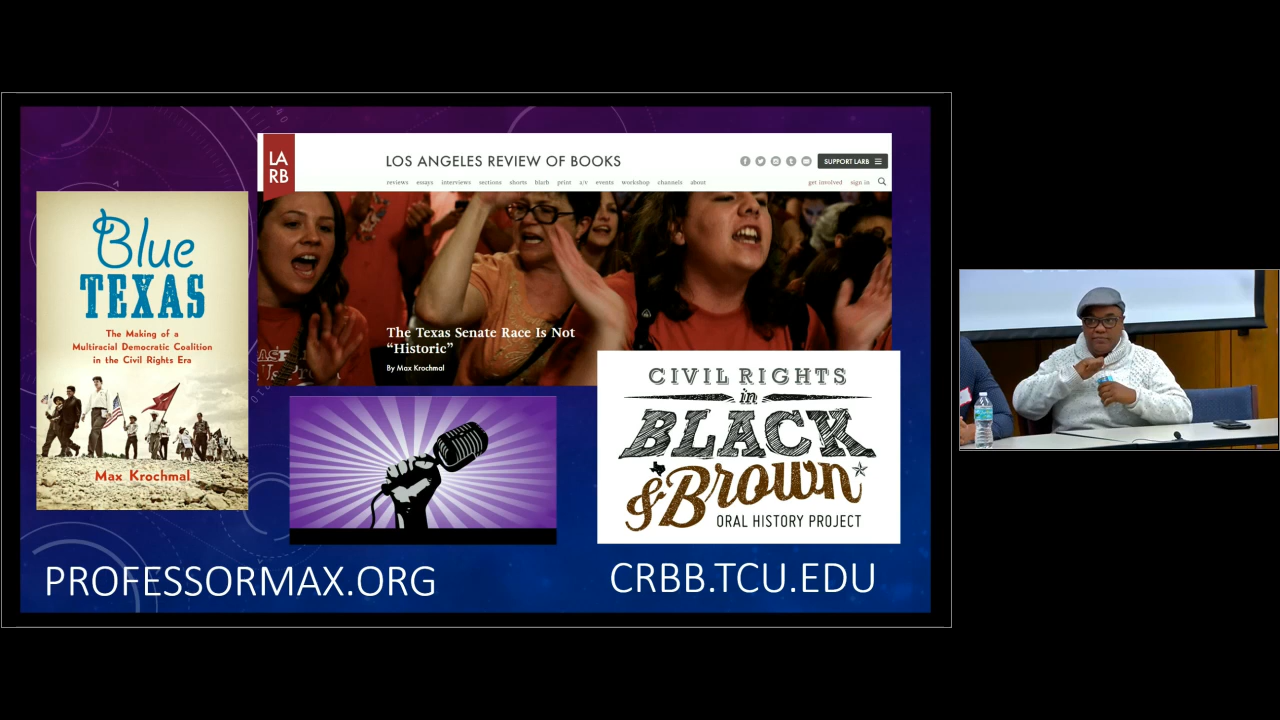 Blue
TEXAS
The Making of a
Multiracial Democratic Coalition
in the Civil Rights Era
Max Krochmal
LA
RB
LOS ANGELES REVIEW OF BOOKS
SUPPORT LARB
reviews essays interviews sections shorts blarb print a/v events workshop channels about
get involved sign in
The Texas Senate Race Is Not
“Historic”
By Max Krochmal
CIVIL RIGHTS
in
BLACK
&Brown
ORAL HISTORY PROJECT
PROFESSORMAX.ORG
CRBB.TCU.EDU